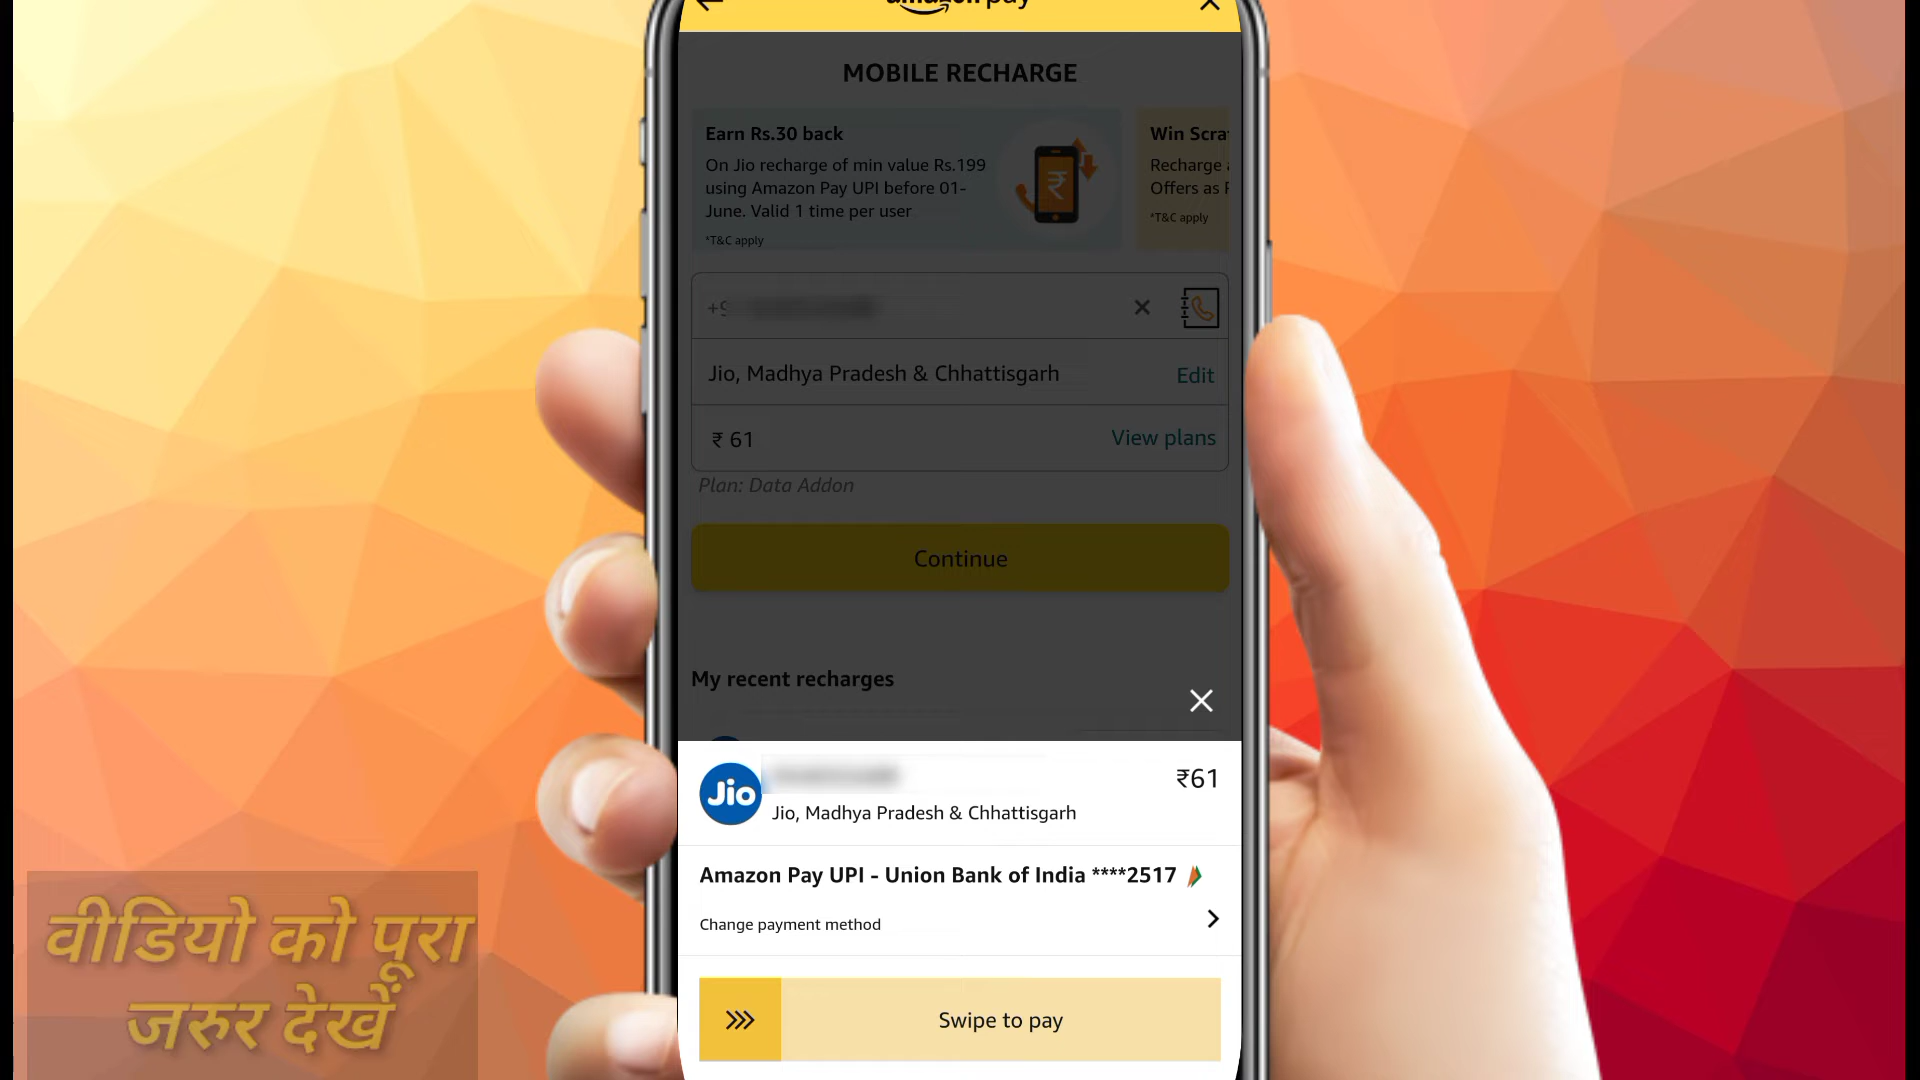 amazon pay
MOBILE RECHARGE
Earn Rs.30 back
On Jio recharge of min value Rs.199
using Amazon Pay UPI before 01-
June. Valid 1 time per user
*T&C apply
Win Scra
Recharge
Offers as
*T&C apply
Jio, Madhya Pradesh & Chhattisgarh
Edit
₹ 61
View plans
Plan: Data Addon
Continue
My recent recharges
Jio
₹61
Jio, Madhya Pradesh & Chhattisgarh
Amazon Pay UPI - Union Bank of India ****2517
Change payment method
Swipe to pay
वीडियो को पूरा
जरुर देखें